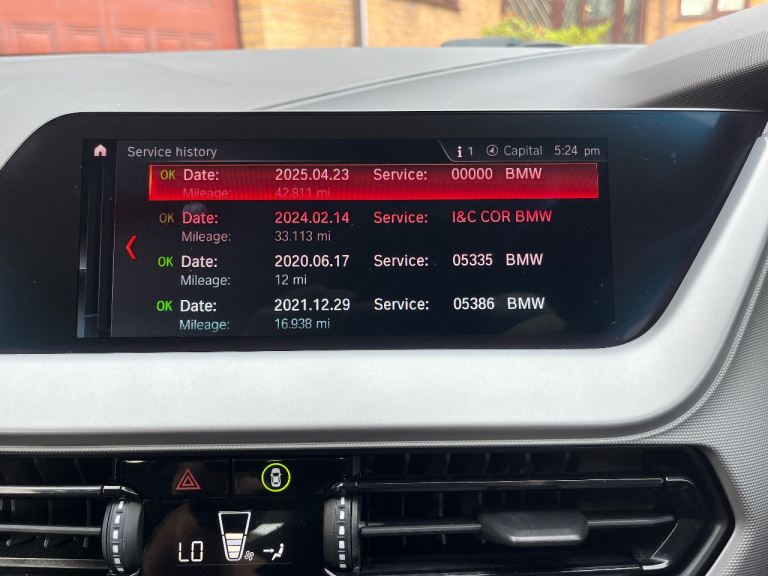 Service history i 1 Capital 5:24 pm
OK Date: 2025.04.23 Service: 00000 BMW
Mileage: 42.811 mi
OK Date: 2024.02.14 Service: I&C COR BMW
Mileage: 33.113 mi
OK Date: 2020.06.17 Service: 05335 BMW
Mileage: 12 mi
OK Date: 2021.12.29 Service: 05386 BMW
Mileage: 16.938 mi
LO